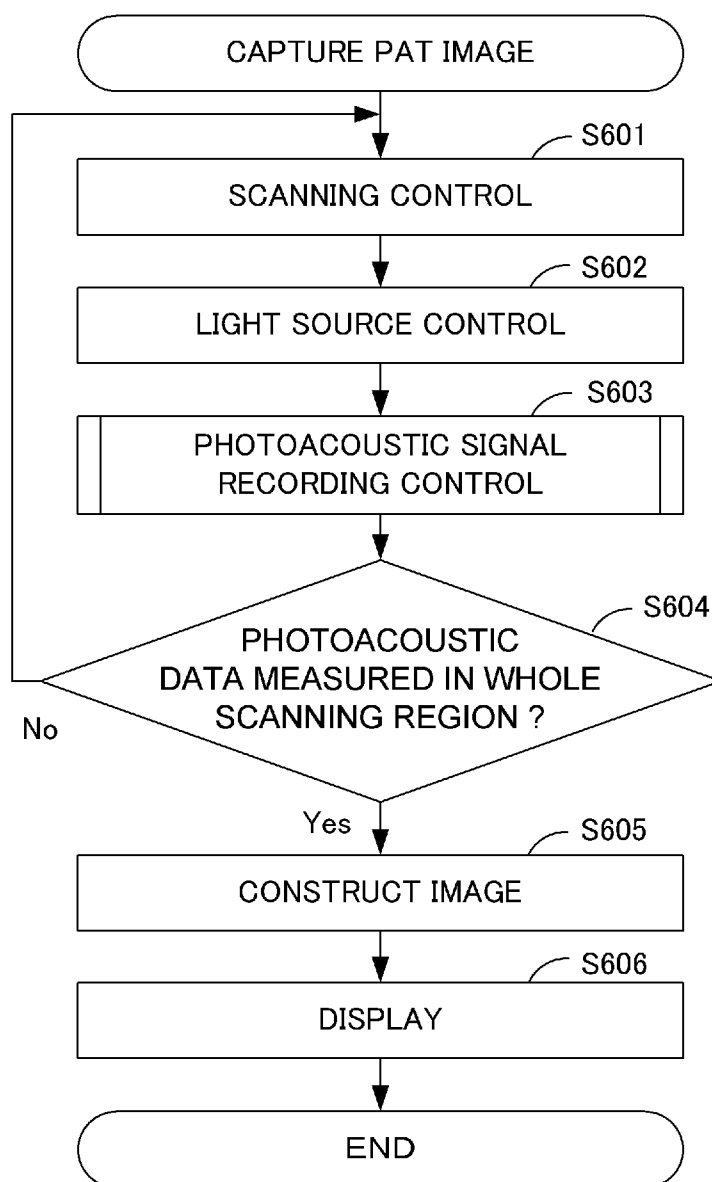 CAPTURE PAT IMAGE
S601
SCANNING CONTROL
S602
LIGHT SOURCE CONTROL
S603
PHOTOACOUSTIC SIGNAL
RECORDING CONTROL
S604
PHOTOACOUSTIC
DATA MEASURED IN WHOLE
SCANNING REGION ?
No
Yes
S605
CONSTRUCT IMAGE
S606
DISPLAY
END